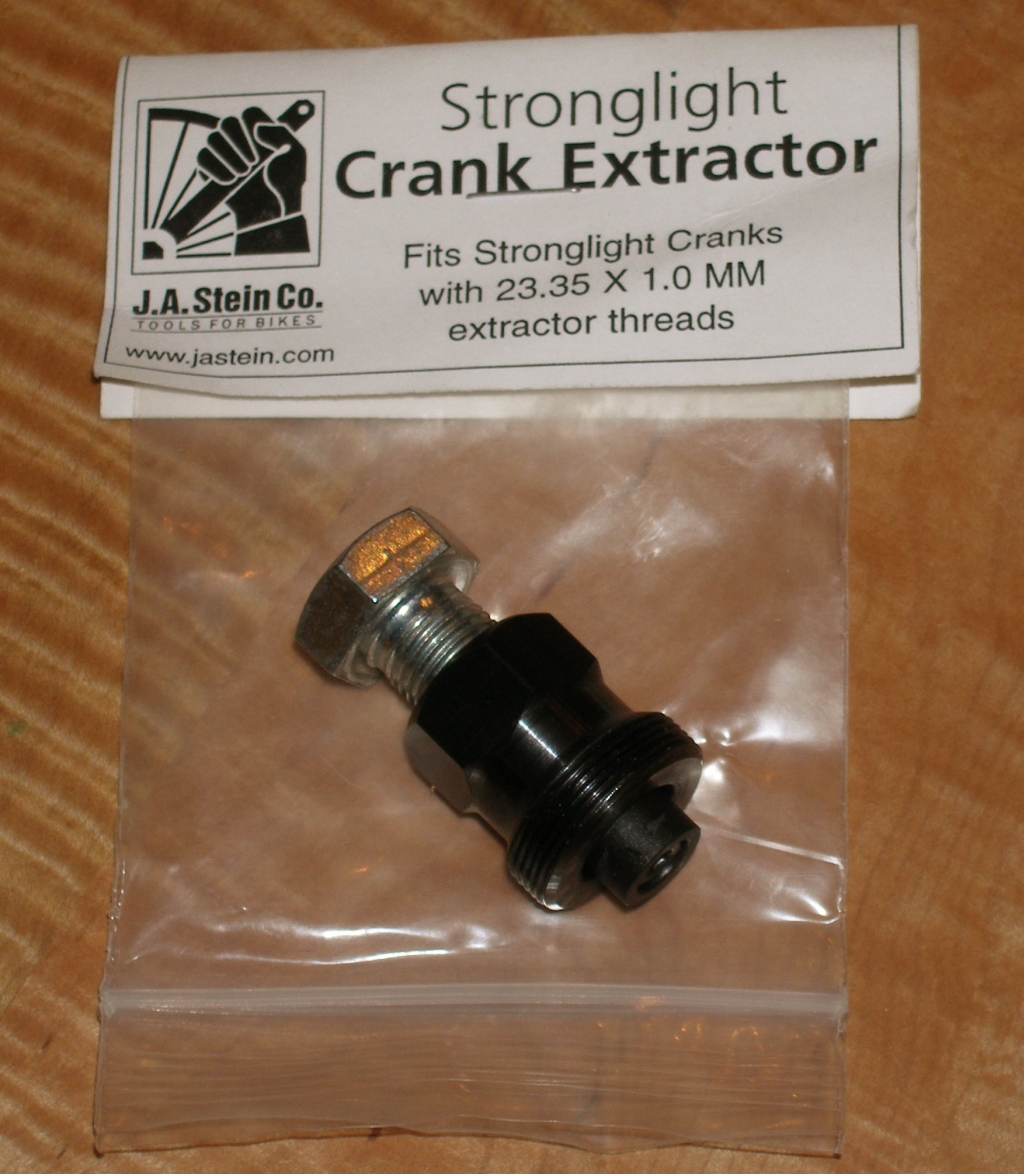 Stronglight
Crank Extractor
Fits Stronglight Cranks
with 23.35 X 1.0 MM
extractor threads
J.A. Stein Co.
TOOLS FOR BIKES
www.jastein.com